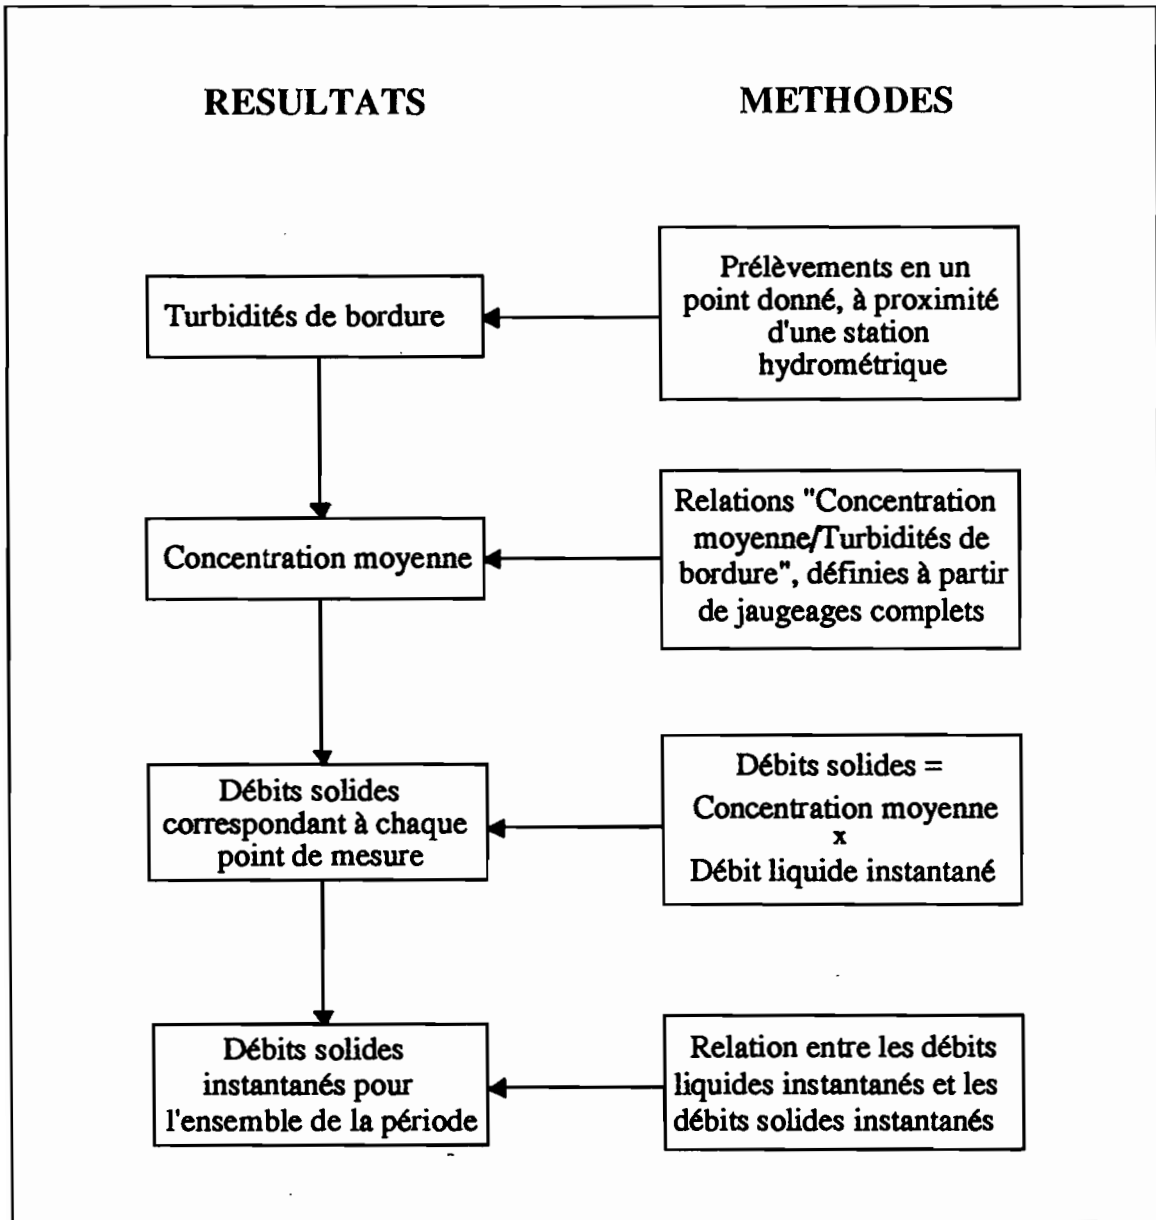 RESULTATS
METHODES
Turbidités de bordure
Prélèvements en un
point donné, à proximité
d'une station
hydrométrique
Concentration moyenne
Relations "Concentration
moyenne/Turbidités de
bordure", définies à partir
de jaugeages complets
Débits solides
correspondant à chaque
point de mesure
Débits solides =
Concentration moyenne
x
Débit liquide instantané
Débits solides
instantanés pour
l'ensemble de la période
Relation entre les débits
liquides instantanés et les
débits solides instantanés